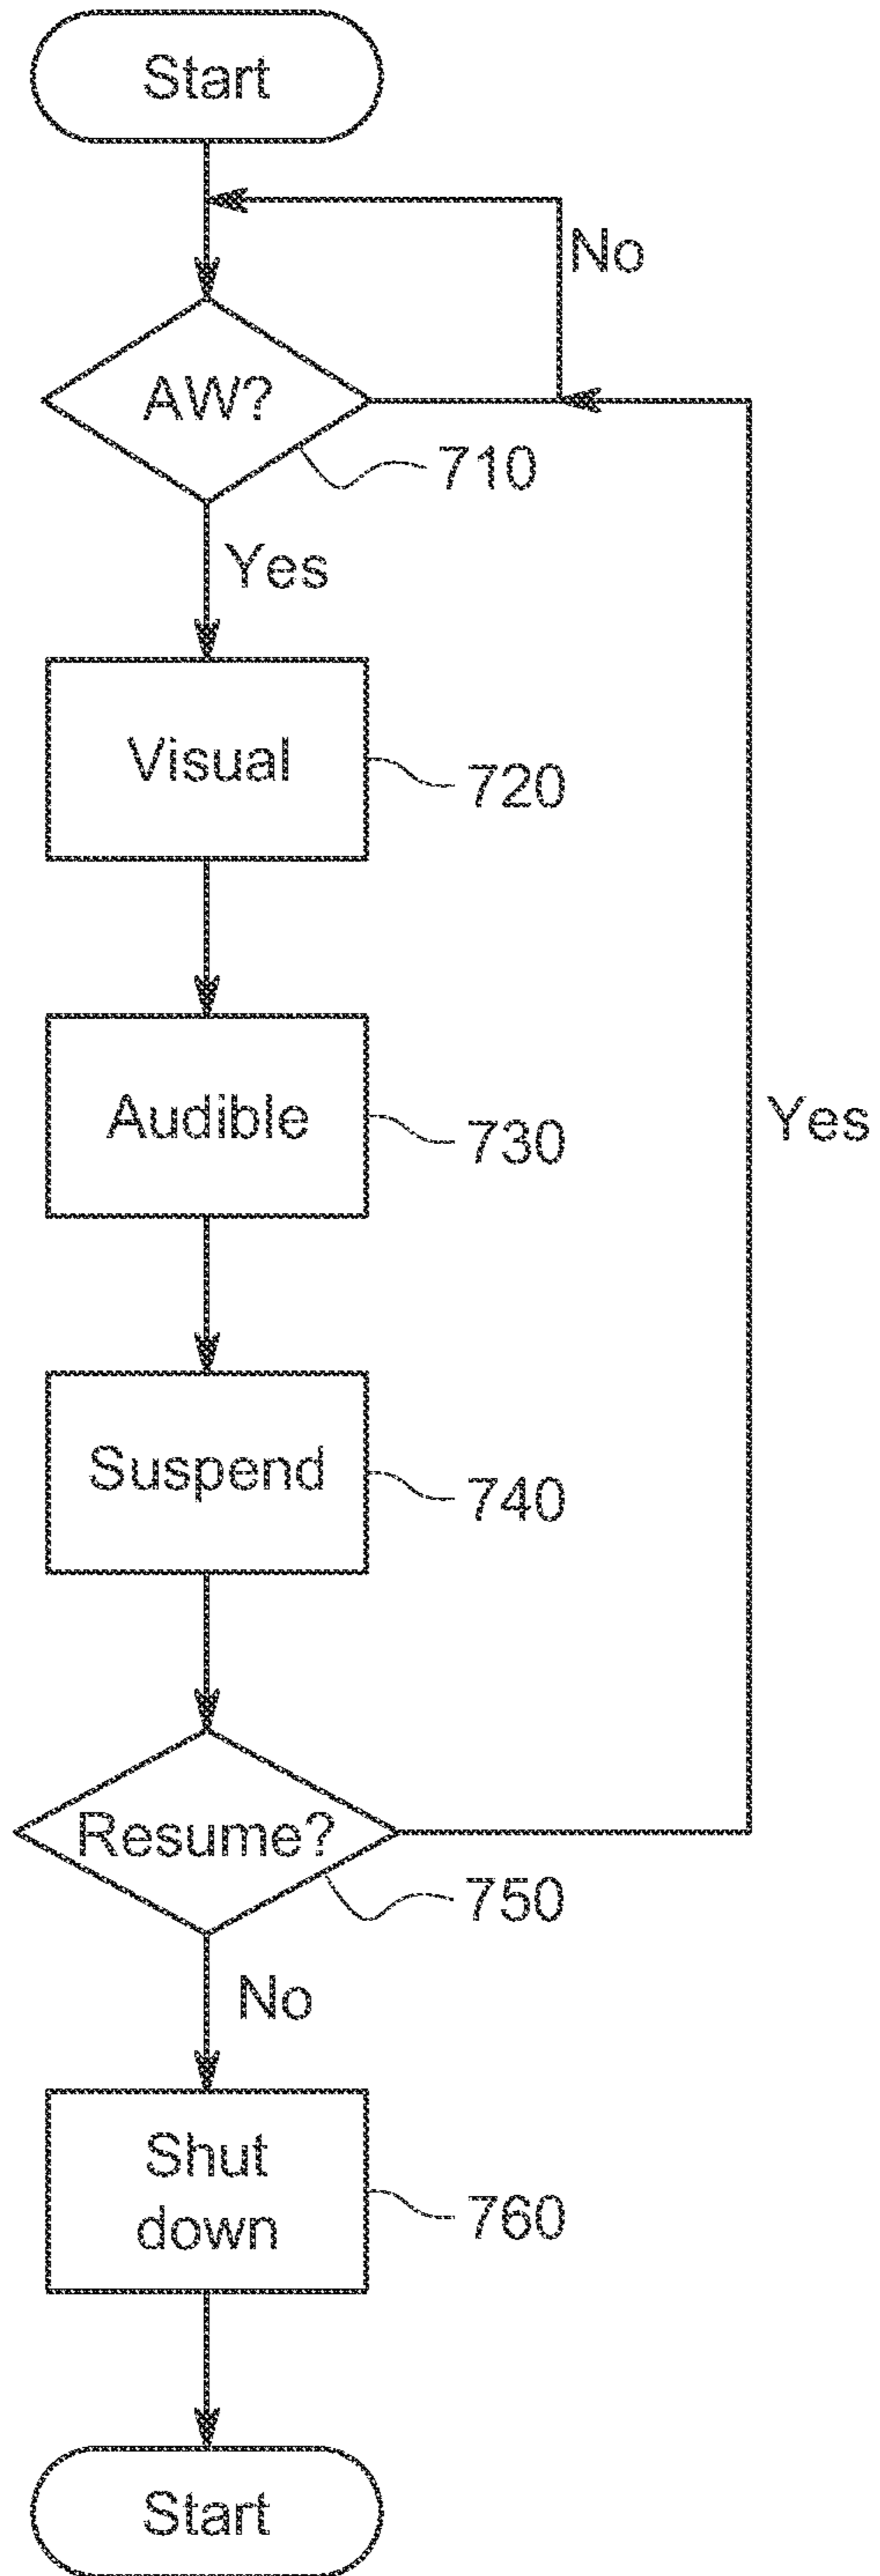 Start
No
AW?
710
Yes
Visual
720
Audible
730
Yes
Suspend
740
Resume?
750
No
Shut
down
760
Start